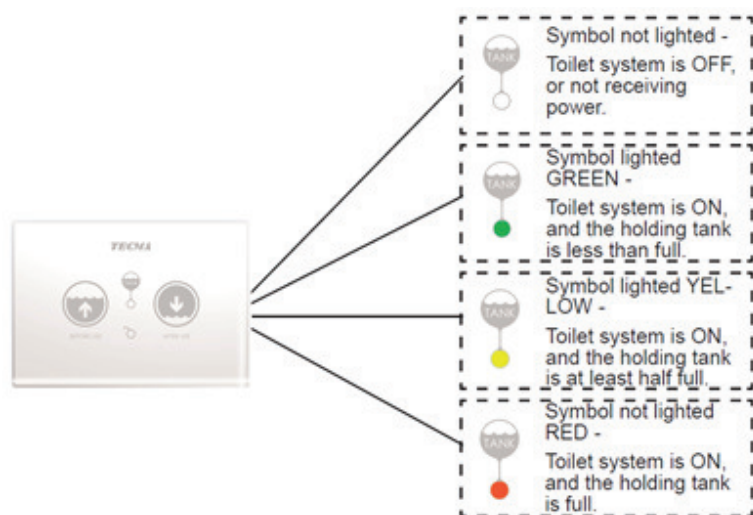 TANK
Symbol not lighted -
Toilet system is OFF,
or not receiving
power.
TANK
Symbol lighted
GREEN -
Toilet system is ON,
and the holding tank
is less than full.
TECMA
TANK
Symbol lighted YEL-
LOW -
Toilet system is ON,
and the holding tank
is at least half full.
TANK
Symbol not lighted
RED -
Toilet system is ON,
and the holding tank
is full.